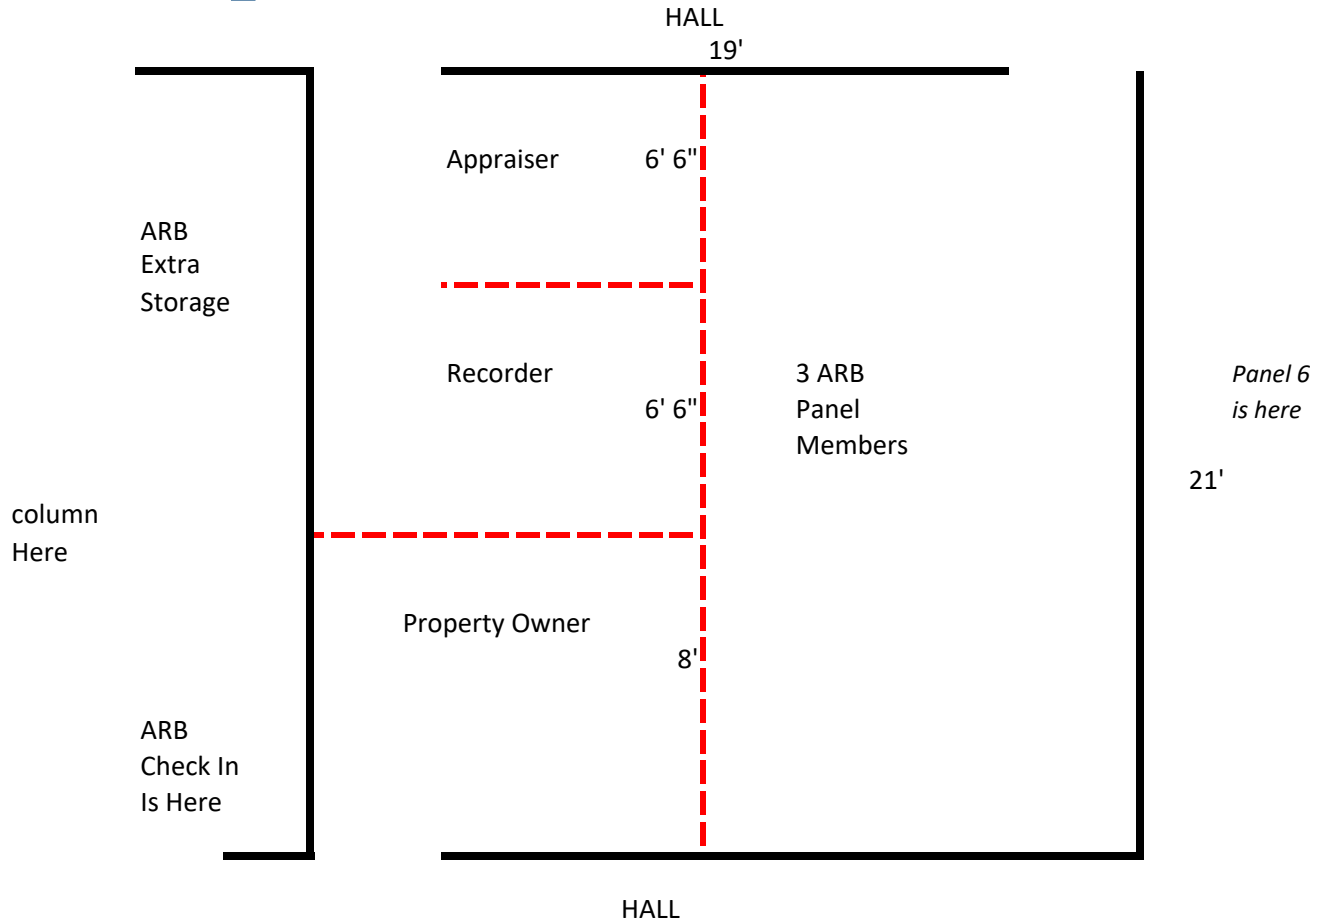 HALL
19'
Appraiser
6' 6"
ARB
Extra
Storage
Recorder
6' 6"
3 ARB
Panel
Members
Panel 6
is here
21'
column
Here
Property Owner
8'
ARB
Check In
Is Here
HALL